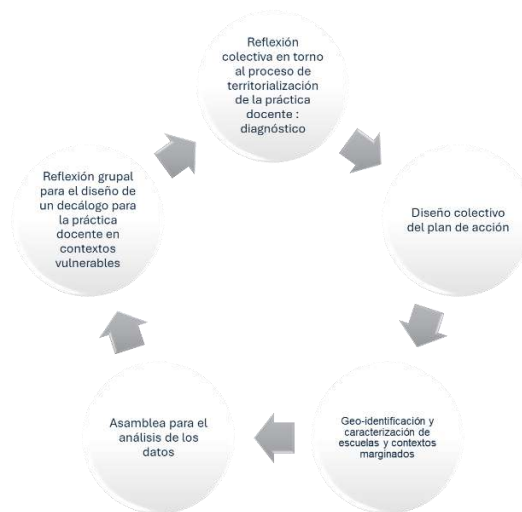 Reflexión
colectiva en torno
al proceso de
territorialización
de la práctica
docente :
diagnóstico
Diseño colectivo
del plan de acción
Geo-identificación y
caracterización de
escuelas y contextos
marginados
Asamblea para el
análisis de los
datos
Reflexión grupal
para el diseño de
un decálogo para
la práctica
docente en
contextos
vulnerables